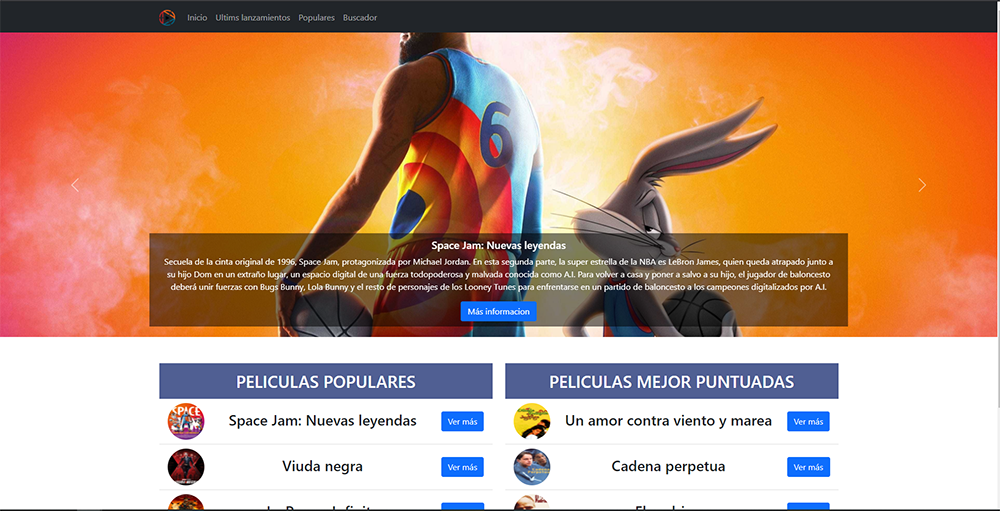 Inicio Ultims lanzamientos Populares Buscador
6
Space Jam: Nuevas leyendas
Secuela de la cinta original de 1996, Space Jam, protagonizada por Michael Jordan. En esta segunda parte, la super estrella de la NBA es LeBron James, quien queda atrapado junto a
su hijo Dom en un extraño lugar, un espacio digital de una fuerza todopoderosa y malvada conocida como A.I. Para volver a casa y poner a salvo a su hijo, el jugador de baloncesto
deberá unir fuerzas con Bugs Bunny, Lola Bunny y el resto de personajes de los Looney Tunes para enfrentarse en un partido de baloncesto a los campeones digitalizados por A.I.
Más informacion
PELICULAS POPULARES
SPACE JAM
Space Jam: Nuevas leyendas Ver más
Viuda negra Ver más
PELICULAS MEJOR PUNTUADAS
Un amor contra viento y marea Ver más
Cadena perpetua Ver más